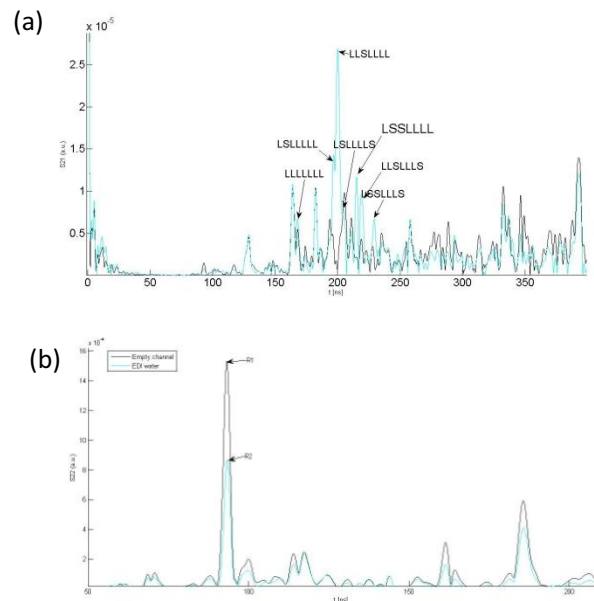 (a)
x 10⁻⁵
S21 (a.u.)
2.5
2
1.5
1
0.5
LLSLLLL
LSLLLLL
LSLLLLS
LSSLLLL
LLLLLLL
LLSLLLS
LSSLLLS
0 50 100 150 200 250 300 350
t [ns]
(b)
x 10⁻⁴
S22 (a.u.)
16
14
12
10
8
6
4
2
Empty channel
EDI water
R1
R2
50 100 150 200
t [ns]